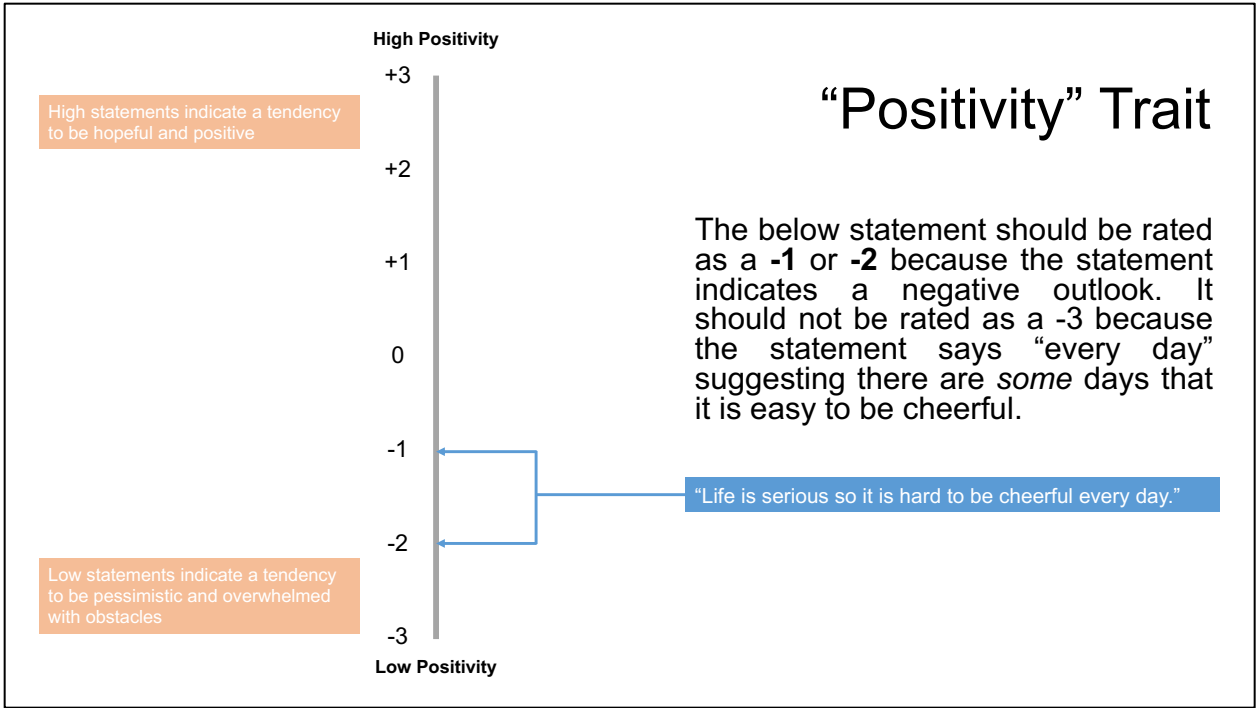 High Positivity
+3
High statements indicate a tendency
to be hopeful and positive
“Positivity” Trait
+2
The below statement should be rated
as a -1 or -2 because the statement
indicates a negative outlook. It
should not be rated as a -3 because
the statement says “every day”
suggesting there are some days that
it is easy to be cheerful.
+1
0
-1
“Life is serious so it is hard to be cheerful every day.”
-2
Low statements indicate a tendency
to be pessimistic and overwhelmed
with obstacles
-3
Low Positivity